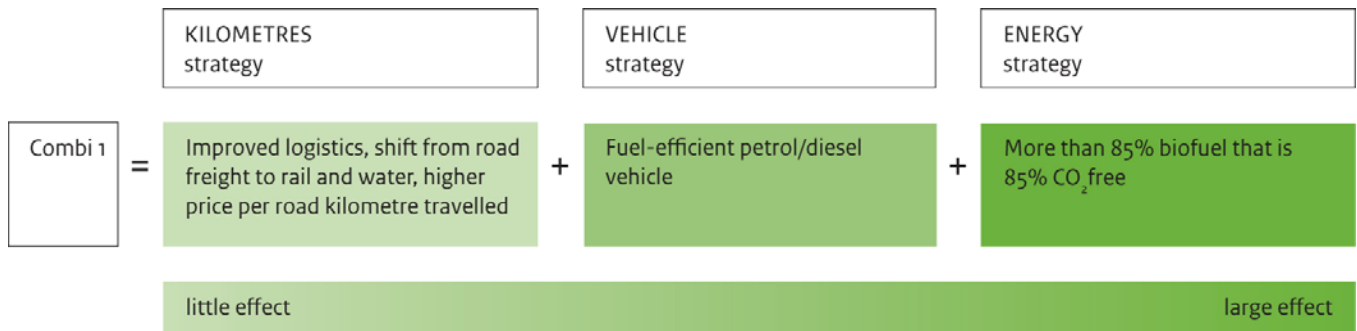 KILOMETRES
strategy
VEHICLE
strategy
ENERGY
strategy
Combi 1
=
Improved logistics, shift from road
freight to rail and water, higher
price per road kilometre travelled
+
Fuel-efficient petrol/diesel
vehicle
+
More than 85% biofuel that is
85% CO₂free
little effect
large effect